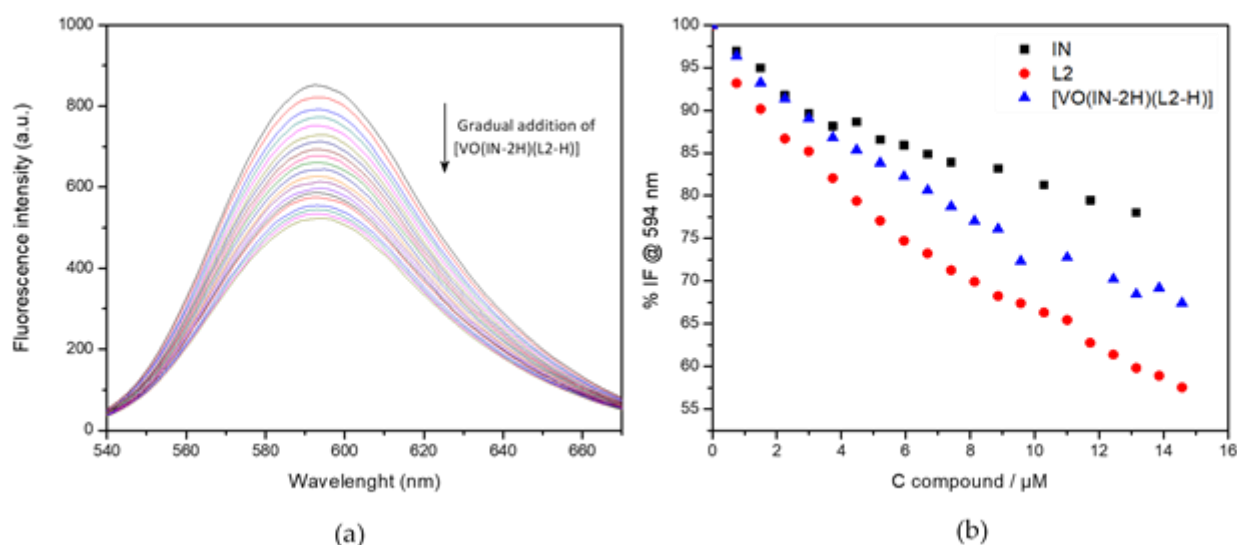 1000
800
600
400
200
0
540
560
580
600
620
640
660
Fluorescence intensity (a.u.)
Wavelenght (nm)
Gradual addition of
[VO(IN-2H)(L2-H)]
(a)
100
95
90
85
80
75
70
65
60
55
0
2
4
6
8
10
12
14
16
% IF @ 594 nm
C compound / µM
IN
L2
[VO(IN-2H)(L2-H)]
(b)